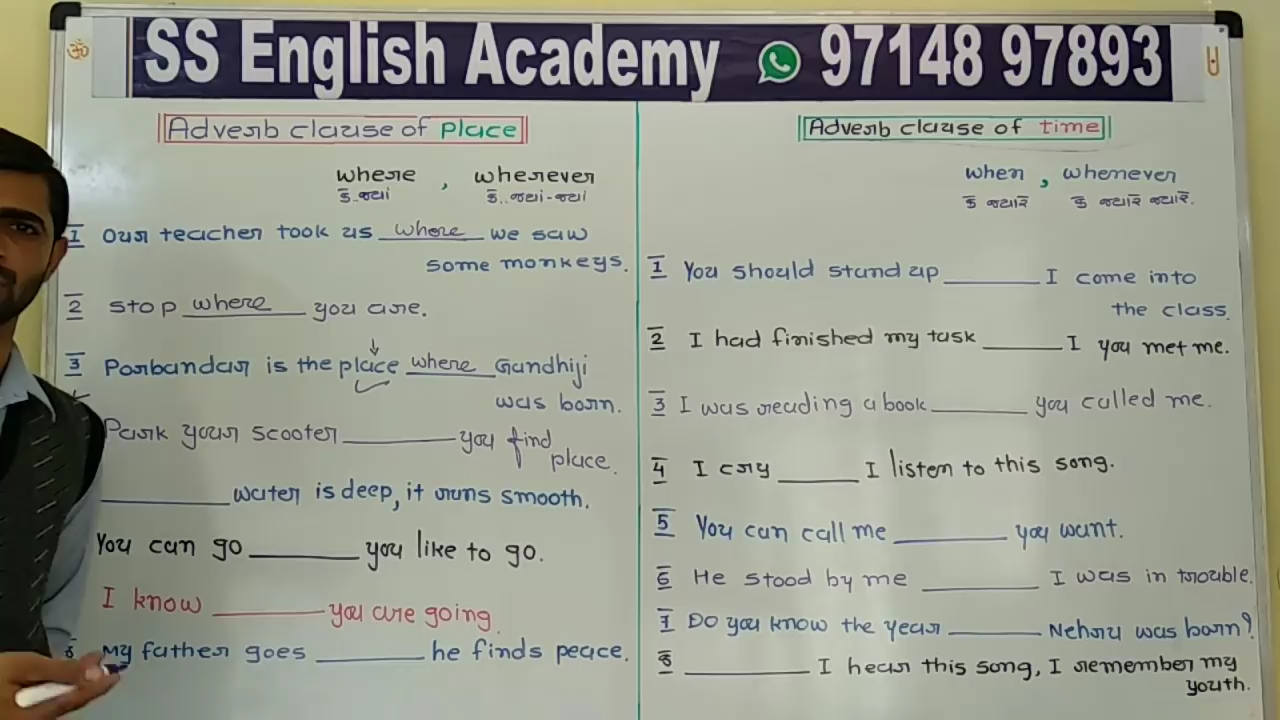 ॐ
SS English Academy 97148 97893
Adverb clause of Place
where , wherever
કે..જ્યાં કે..જ્યાં-જ્યાં
1 Our teacher took us where we saw
some monkeys.
2 Stop where you are.
3 Porbandar is the place where Gandhiji
was born.
Park your scooter ________ you find
place.
________ water is deep, it runs smooth.
You can go ________ you like to go.
I know ________ you are going.
8 My father goes ________ he finds peace.
Adverb clause of time
when , whenever
કે જ્યારે કે જ્યારે જ્યારે.
1 You should stand up ________ I come into
the class.
2 I had finished my task ________ I you met me.
3 I was reading a book ________ you called me.
4 I cry ________ I listen to this song.
5 You can call me ________ you want.
6 He stood by me ________ I was in trouble.
7 Do you know the year ________ Nehru was born?
8 ________ I hear this song, I remember my
youth.